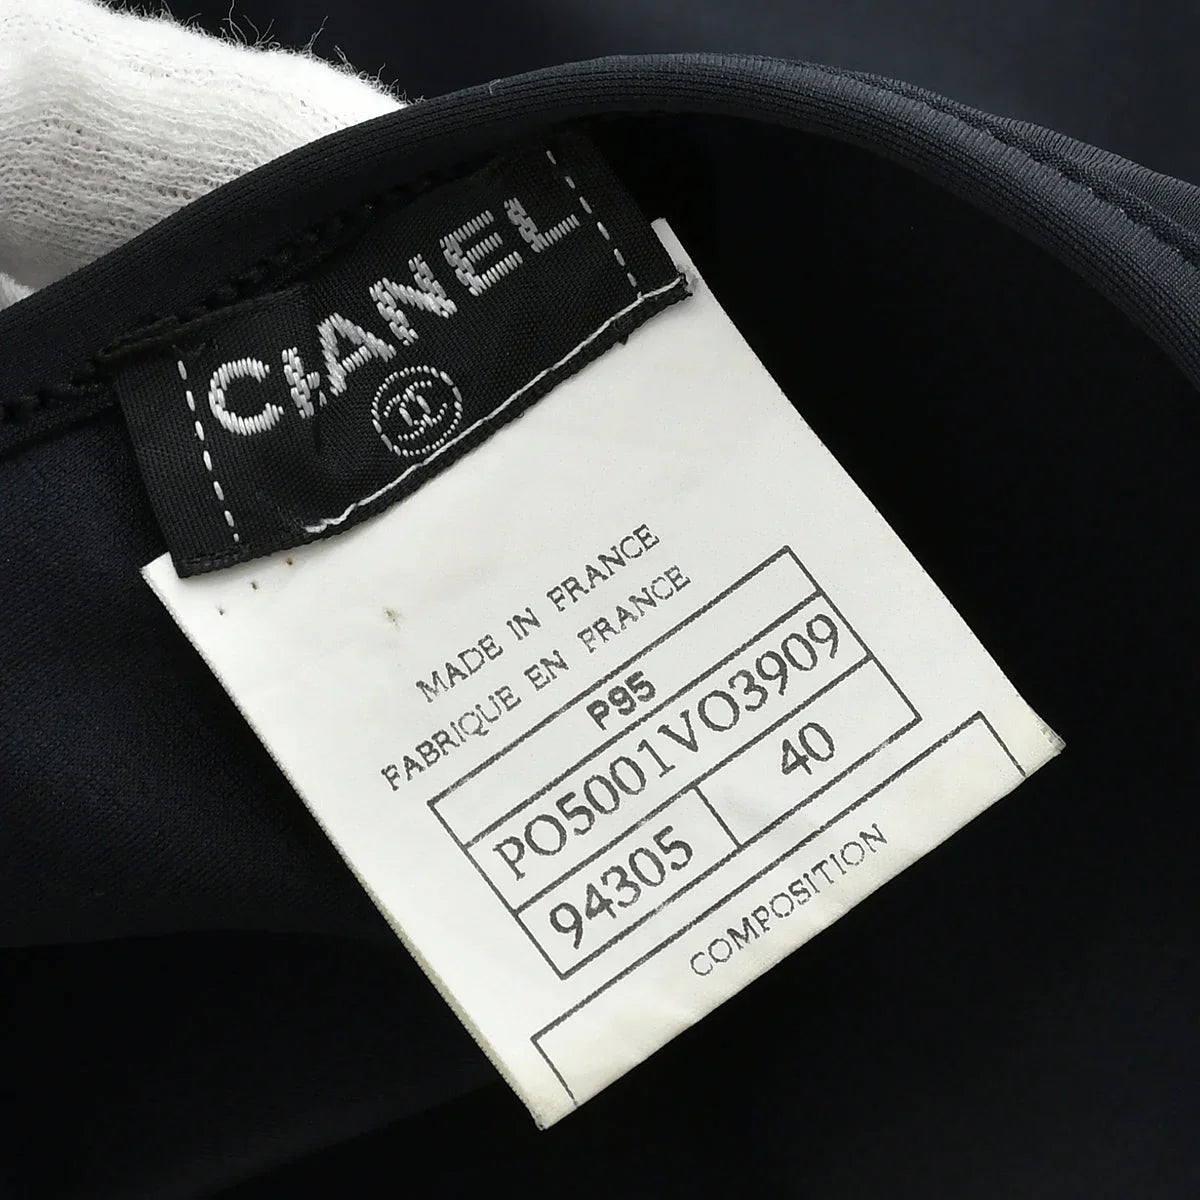 CHANEL
MADE IN FRANCE
FABRIQUE EN FRANCE
P95
PO5001VO3909
94305 40
COMPOSITION